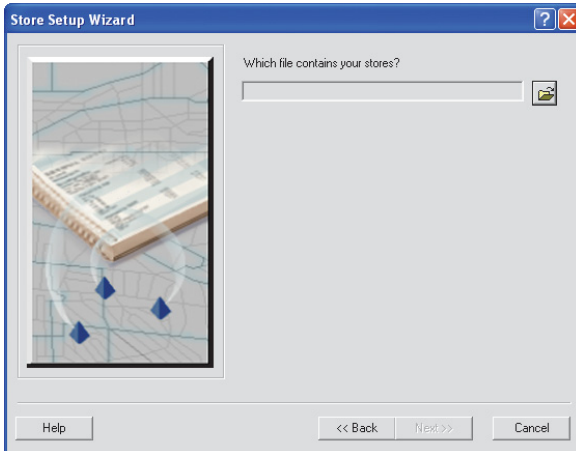 Store Setup Wizard
Which file contains your stores?
Help
<< Back
Next >>
Cancel